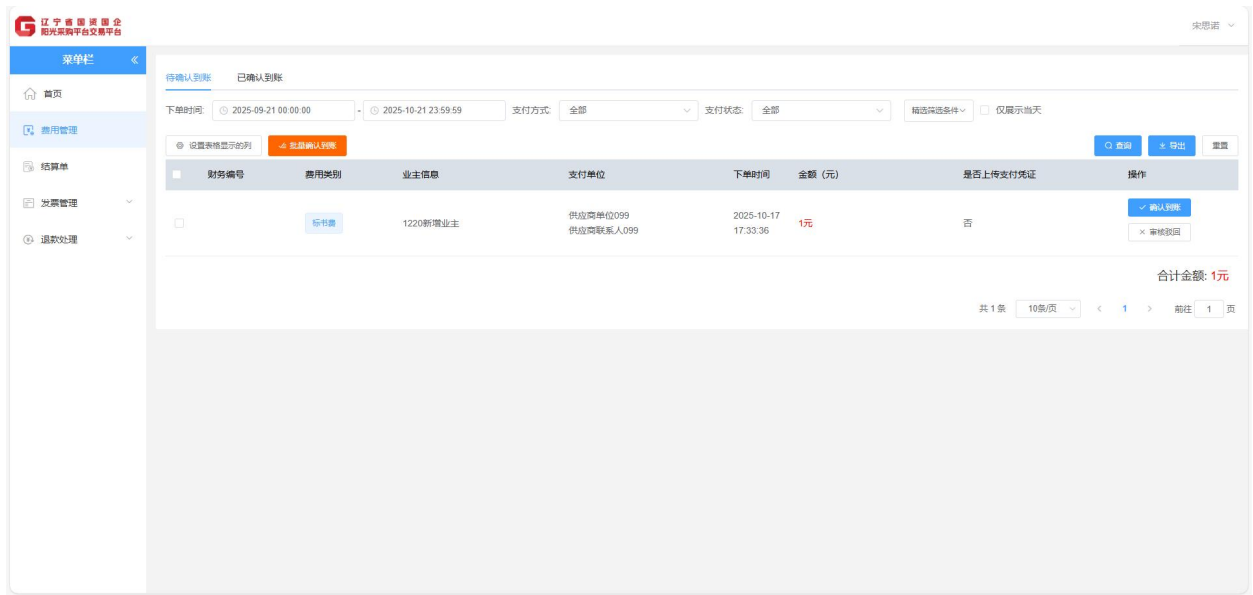 辽宁省国资国企
阳光采购平台交易平台
宋思诺
菜单栏
首页
费用管理
结算单
发票管理
退款处理
待确认到账 已确认到账
下单时间: 2025-09-21 00:00:00 - 2025-10-21 23:59:59 支付方式: 全部 支付状态: 全部 精选筛选条件 仅展示当天
设置表格显示的列 批量确认到账 查询 导出 重置
财务编号 费用类别 业主信息 支付单位 下单时间 金额（元） 是否上传支付凭证 操作
标书费 1220新增业主 供应商单位099 2025-10-17 1元 否 确认到账
供应商联系人099 17:33:36 审核驳回
合计金额: 1元
共 1 条 10条/页 1 前往 1 页